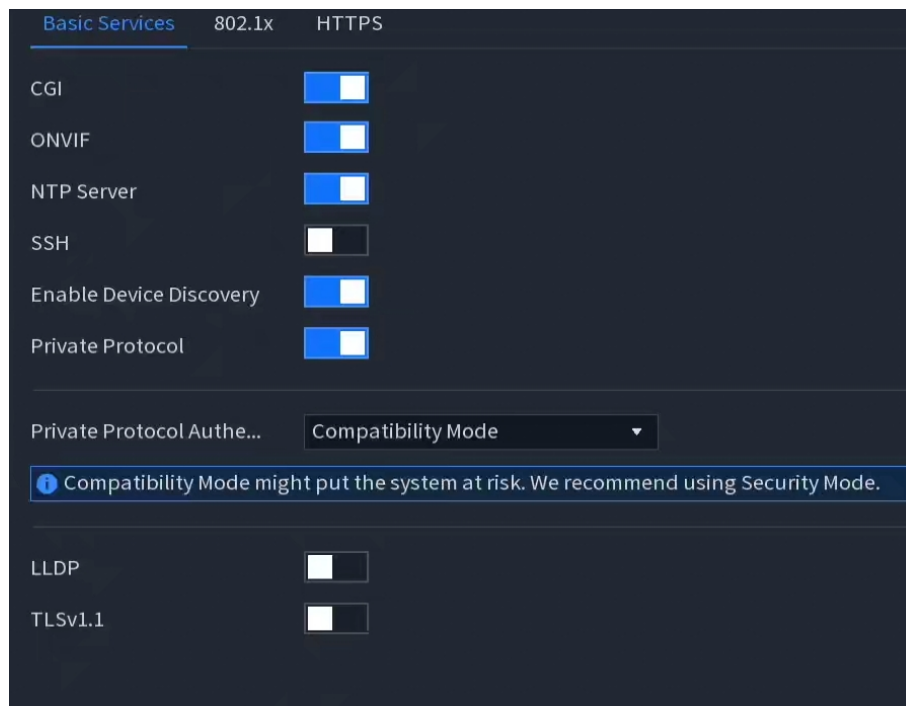 Basic Services 802.1x HTTPS
CGI
ONVIF
NTP Server
SSH
Enable Device Discovery
Private Protocol
Private Protocol Authe... Compatibility Mode
Compatibility Mode might put the system at risk. We recommend using Security Mode.
LLDP
TLSv1.1